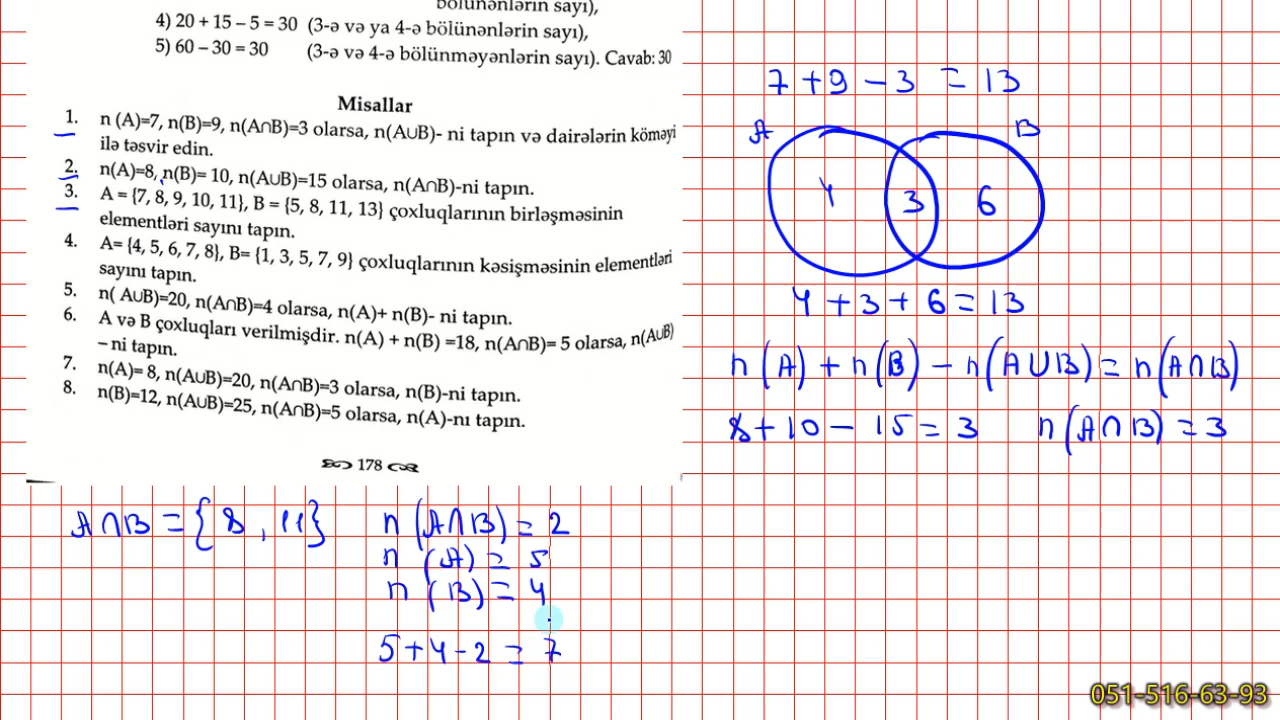 bölünənlərin sayı),
4) 20 + 15 – 5 = 30 (3-ə və ya 4-ə bölünənlərin sayı),
5) 60 – 30 = 30 (3-ə və 4-ə bölünməyənlərin sayı). Cavab: 30
Misallar
1. n (A)=7, n(B)=9, n(A∩B)=3 olarsa, n(A∪B)- ni tapın və dairələrin köməyi
ilə təsvir edin.
2. n(A)=8, n(B)= 10, n(A∪B)=15 olarsa, n(A∩B)-ni tapın.
3. A = {7, 8, 9, 10, 11}, B = {5, 8, 11, 13} çoxluqlarının birləşməsinin
elementləri sayını tapın.
4. A= {4, 5, 6, 7, 8}, B= {1, 3, 5, 7, 9} çoxluqlarının kəsişməsinin elementləri
sayını tapın.
5. n( A∪B)=20, n(A∩B)=4 olarsa, n(A)+ n(B)- ni tapın.
6. A və B çoxluqları verilmişdir. n(A) + n(B) =18, n(A∩B)= 5 olarsa, n(A∪B)
– ni tapın.
7. n(A)= 8, n(A∪B)=20, n(A∩B)=3 olarsa, n(B)-ni tapın.
8. n(B)=12, n(A∪B)=25, n(A∩B)=5 olarsa, n(A)-nı tapın.
178
7 + 9 – 3 = 13
A B
4 3 6
4 + 3 + 6 = 13
n(A) + n(B) – n(A∪B) = n(A∩B)
8 + 10 – 15 = 3 n(A∩B) = 3
A∩B = {8, 11} n(A∩B) = 2
n (A) = 5
n (B) = 4
5 + 4 - 2 = 7
051-516-63-93